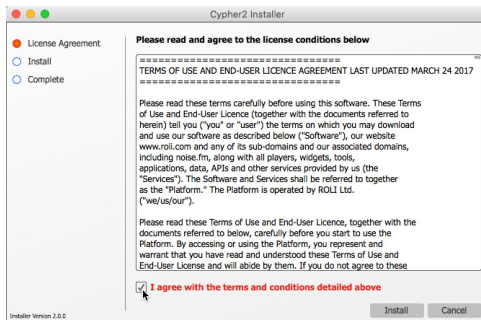 Cypher2 Installer
License Agreement
Install
Complete
Please read and agree to the license conditions below
=================================
TERMS OF USE AND END-USER LICENCE AGREEMENT LAST UPDATED MARCH 24 2017
=================================
Please read these terms carefully before using this software. These Terms
of Use and End-User Licence (together with the documents referred to
herein) tell you ("you" or "user") the terms on which you may download
and use our software as described below ("Software"), our website
www.roli.com and any of its sub-domains and our associated domains,
including noise.fm, along with all players, widgets, tools,
applications, data, APIs and other services provided by us (the
"Services"). The Software and Services shall be referred to together
as the "Platform." The Platform is operated by ROLI Ltd.
("we/us/our").
Please read these Terms of Use and End-User Licence, together with the
documents referred to below, carefully before you start to use the
Platform. By accessing or using the Platform, you represent and
warrant that you have read and understood these Terms of Use and
End-User License and will abide by them. If you do not agree to these
I agree with the terms and conditions detailed above
Installer Version 2.0.0
Install
Cancel